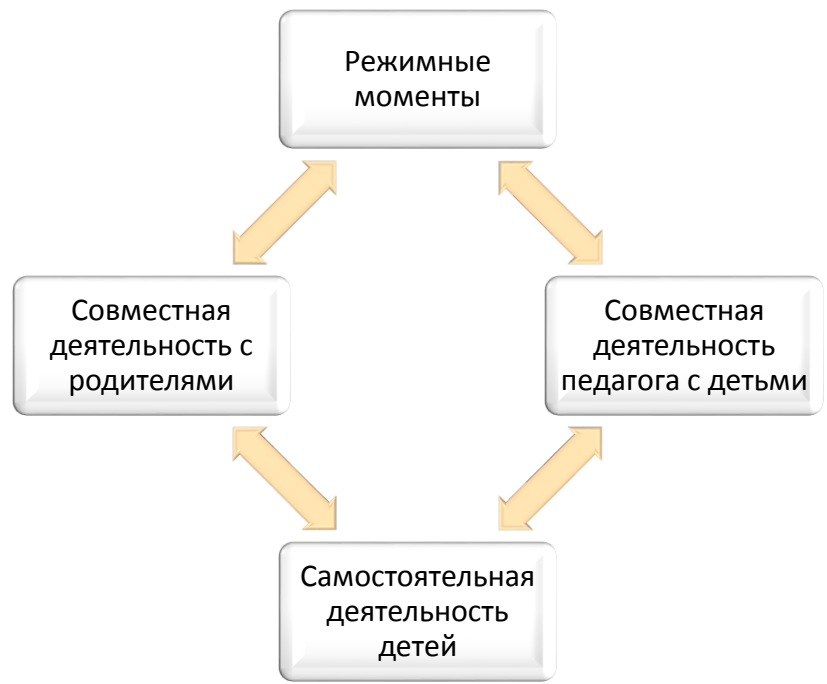 Режимные
моменты
Совместная
деятельность с
родителями
Совместная
деятельность
педагога с детьми
Самостоятельная
деятельность
детей